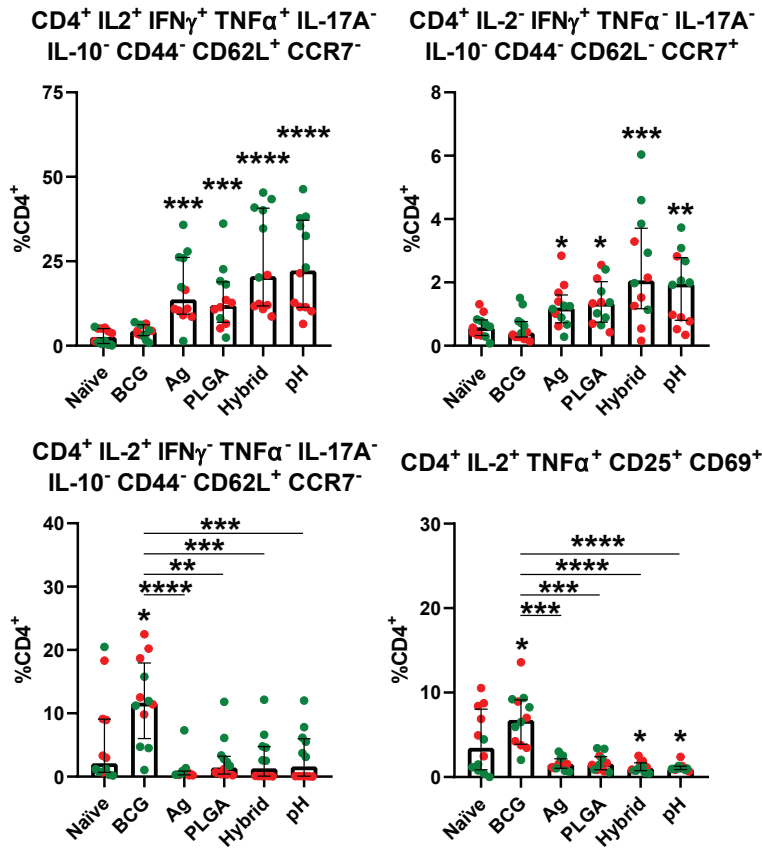 CD4⁺ IL2⁺ IFNγ⁺ TNFα⁺ IL-17A⁻
IL-10⁻ CD44⁻ CD62L⁺ CCR7⁻
%CD4⁺
75
50
25
0
***
***
****
****
Naïve
BCG
Ag
PLGA
Hybrid
pH
CD4⁺ IL-2⁻ IFNγ⁺ TNFα⁻ IL-17A⁻
IL-10⁻ CD44⁻ CD62L⁻ CCR7⁺
%CD4⁺
8
6
4
2
0
*
*
***
**
Naïve
BCG
Ag
PLGA
Hybrid
pH
CD4⁺ IL-2⁺ IFNγ⁻ TNFα⁻ IL-17A⁻
IL-10⁻ CD44⁻ CD62L⁺ CCR7⁻
%CD4⁺
40
30
20
10
0
***
***
**
****
*
Naïve
BCG
Ag
PLGA
Hybrid
pH
CD4⁺ IL-2⁺ TNFα⁺ CD25⁺ CD69⁺
%CD4⁺
30
20
10
0
****
****
***
***
*
*
*
Naïve
BCG
Ag
PLGA
Hybrid
pH